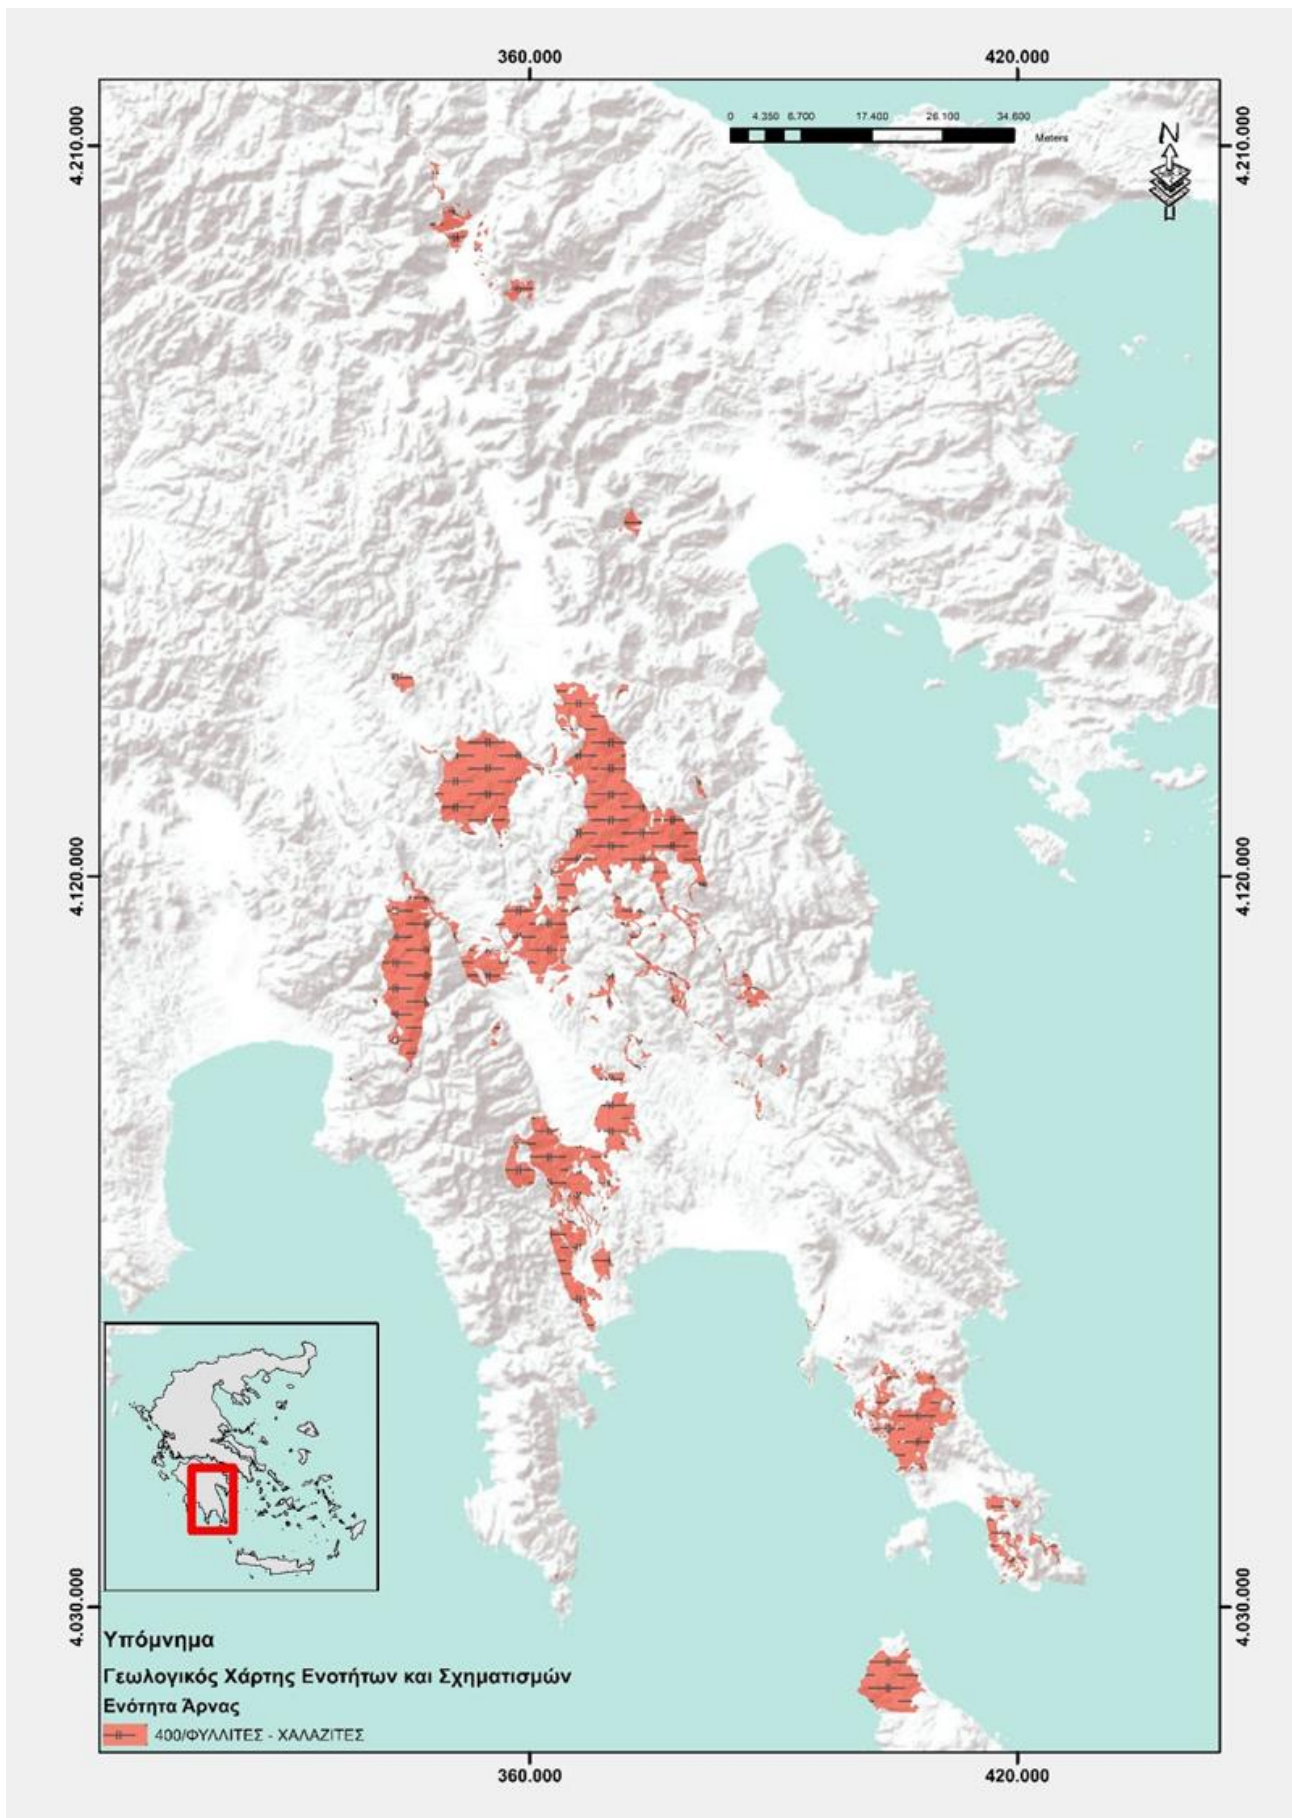 360.000 420.000
0 4.350 8.700 17.400 26.100 34.800
Meters
N
4.210.000 4.210.000
4.120.000 4.120.000
4.030.000 4.030.000
Υπόμνημα
Γεωλογικός Χάρτης Ενοτήτων και Σχηματισμών
Ενότητα Άρνας
400/ΦΥΛΛΙΤΕΣ - ΧΑΛΑΖΙΤΕΣ
360.000 420.000